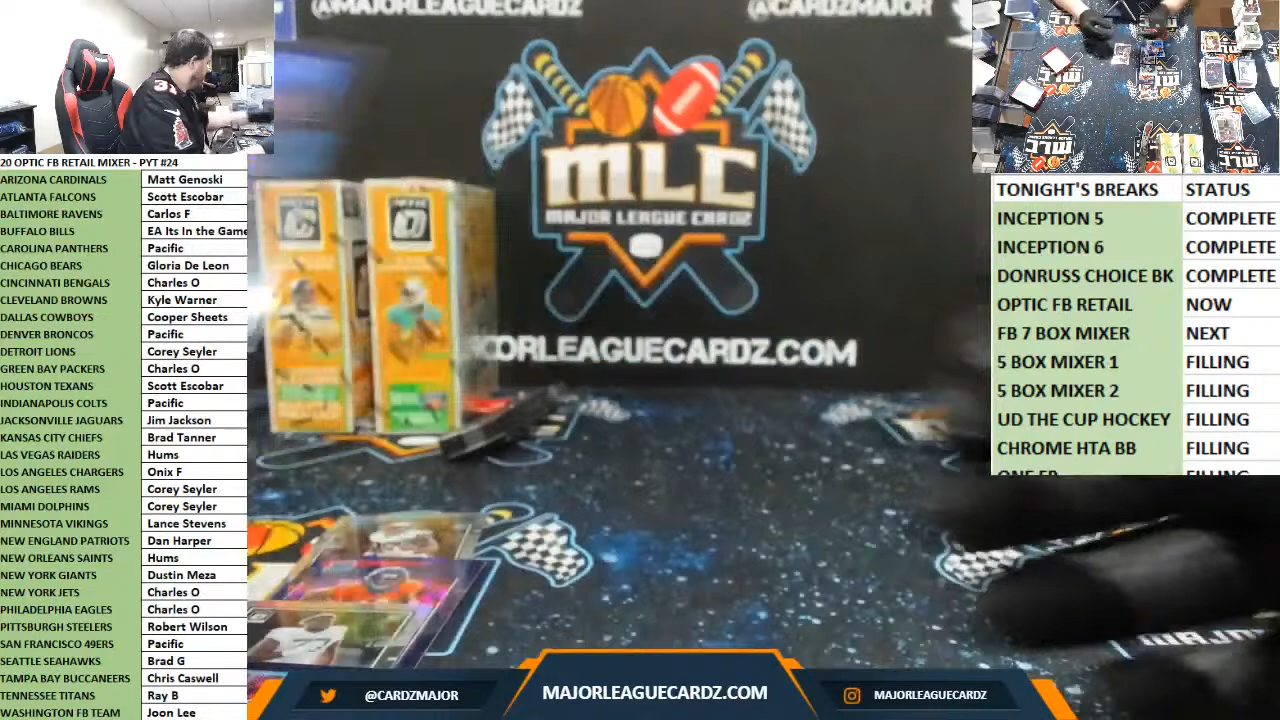 @MAJORLEAGUECARDZ
@CARDZMAJOR
MLC
MAJOR LEAGUE CARDZ
ORLEAGUECARDZ.COM
20 OPTIC FB RETAIL MIXER - PYT #24
ARIZONA CARDINALS Matt Genoski
ATLANTA FALCONS Scott Escobar
BALTIMORE RAVENS Carlos F
BUFFALO BILLS EA Its In the Game
CAROLINA PANTHERS Pacific
CHICAGO BEARS Gloria De Leon
CINCINNATI BENGALS Charles O
CLEVELAND BROWNS Kyle Warner
DALLAS COWBOYS Cooper Sheets
DENVER BRONCOS Pacific
DETROIT LIONS Corey Seyler
GREEN BAY PACKERS Charles O
HOUSTON TEXANS Scott Escobar
INDIANAPOLIS COLTS Pacific
JACKSONVILLE JAGUARS Jim Jackson
KANSAS CITY CHIEFS Brad Tanner
LAS VEGAS RAIDERS Hums
LOS ANGELES CHARGERS Onix F
LOS ANGELES RAMS Corey Seyler
MIAMI DOLPHINS Corey Seyler
MINNESOTA VIKINGS Lance Stevens
NEW ENGLAND PATRIOTS Dan Harper
NEW ORLEANS SAINTS Hums
NEW YORK GIANTS Dustin Meza
NEW YORK JETS Charles O
PHILADELPHIA EAGLES Charles O
PITTSBURGH STEELERS Robert Wilson
SAN FRANCISCO 49ERS Pacific
SEATTLE SEAHAWKS Brad G
TAMPA BAY BUCCANEERS Chris Caswell
TENNESSEE TITANS Ray B
WASHINGTON FB TEAM Joon Lee
TONIGHT'S BREAKS STATUS
INCEPTION 5 COMPLETE
INCEPTION 6 COMPLETE
DONRUSS CHOICE BK COMPLETE
OPTIC FB RETAIL NOW
FB 7 BOX MIXER NEXT
5 BOX MIXER 1 FILLING
5 BOX MIXER 2 FILLING
UD THE CUP HOCKEY FILLING
CHROME HTA BB FILLING
ONE FB FILLING
@CARDZMAJOR
MAJORLEAGUECARDZ.COM
MAJORLEAGUECARDZ